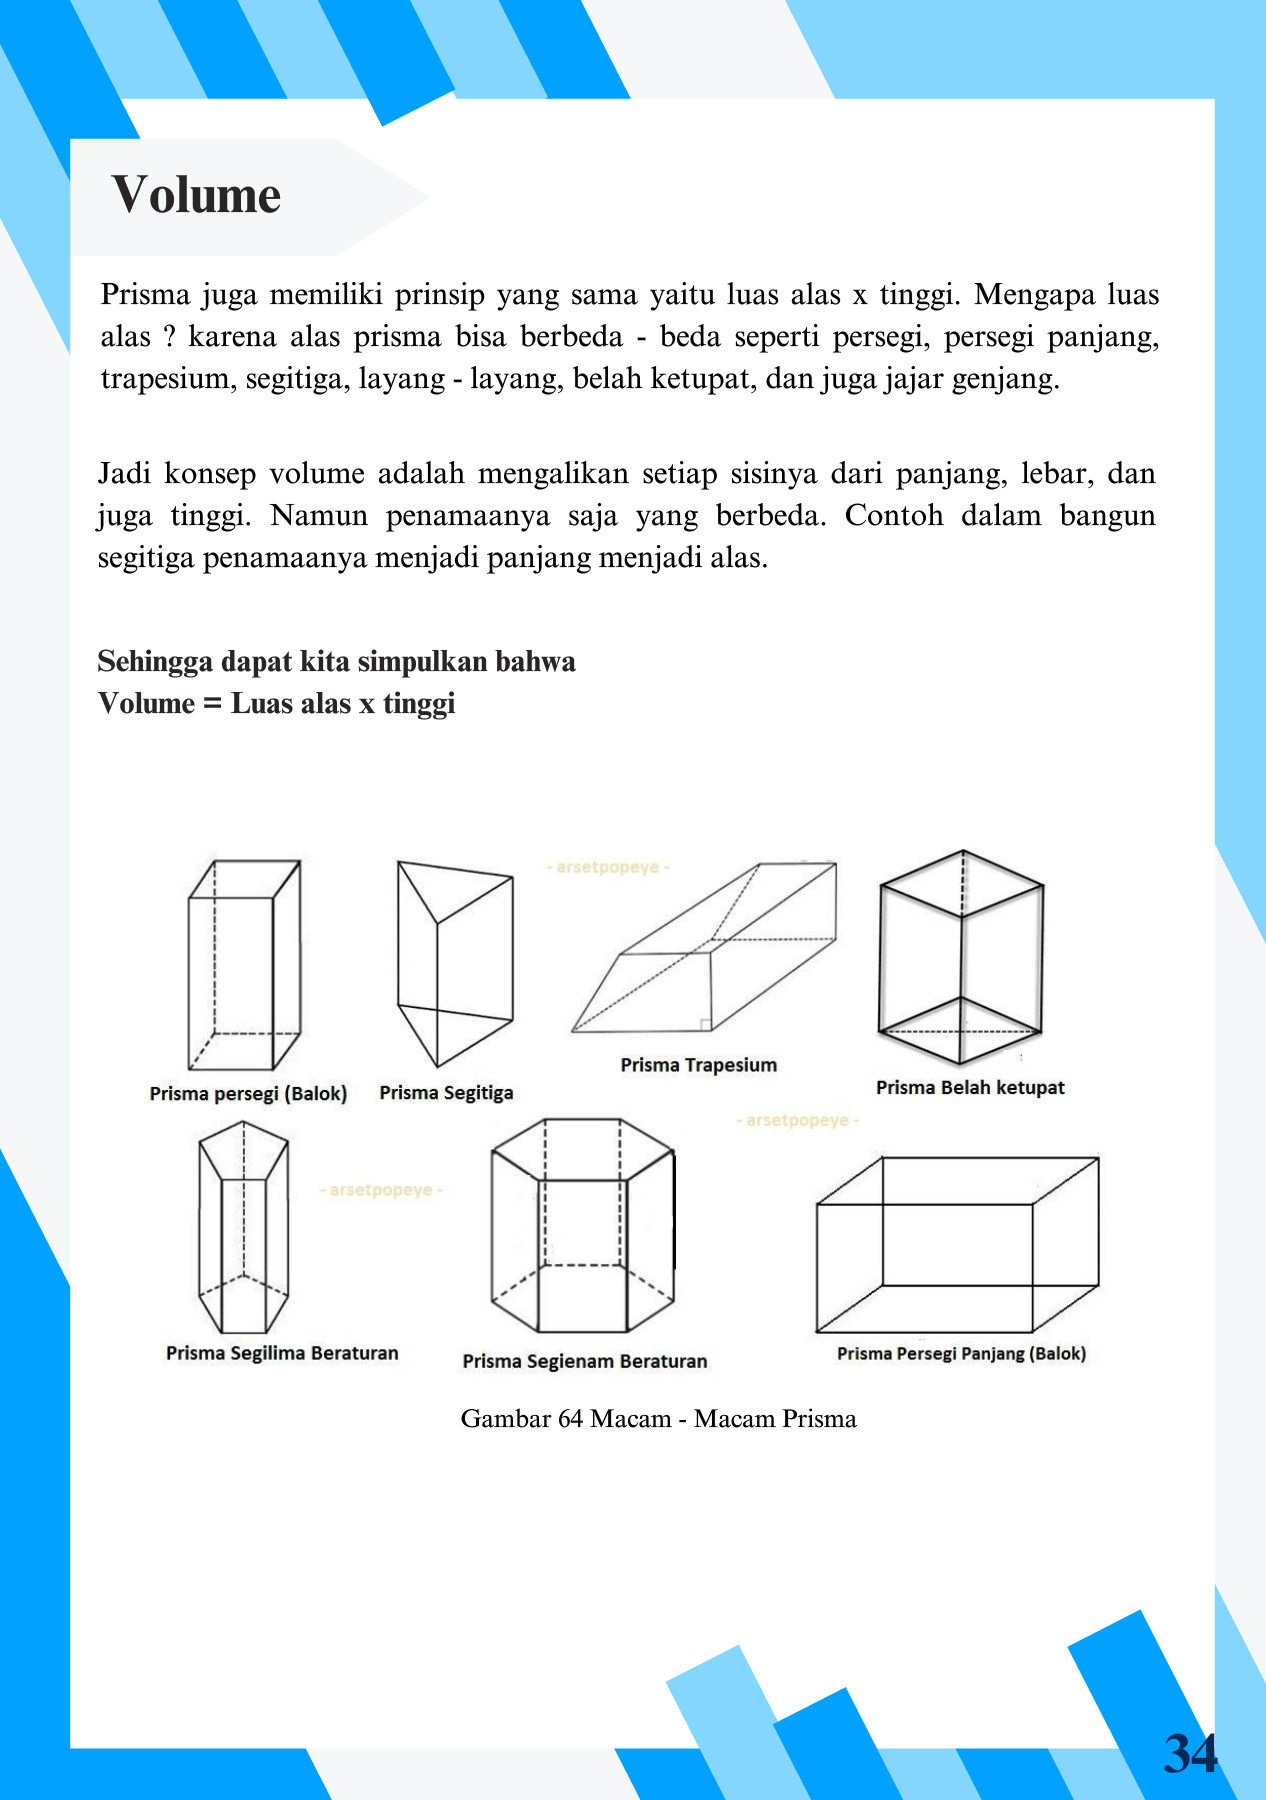 Volume
Prisma juga memiliki prinsip yang sama yaitu luas alas x tinggi. Mengapa luas
alas ? karena alas prisma bisa berbeda - beda seperti persegi, persegi panjang,
trapesium, segitiga, layang - layang, belah ketupat, dan juga jajar genjang.
Jadi konsep volume adalah mengalikan setiap sisinya dari panjang, lebar, dan
juga tinggi. Namun penamaanya saja yang berbeda. Contoh dalam bangun
segitiga penamaanya menjadi panjang menjadi alas.
Sehingga dapat kita simpulkan bahwa
Volume = Luas alas x tinggi
- arsetpopeye -
Prisma persegi (Balok)
Prisma Segitiga
Prisma Trapesium
Prisma Belah ketupat
- arsetpopeye -
- arsetpopeye -
Prisma Segilima Beraturan
Prisma Segienam Beraturan
Prisma Persegi Panjang (Balok)
Gambar 64 Macam - Macam Prisma
34